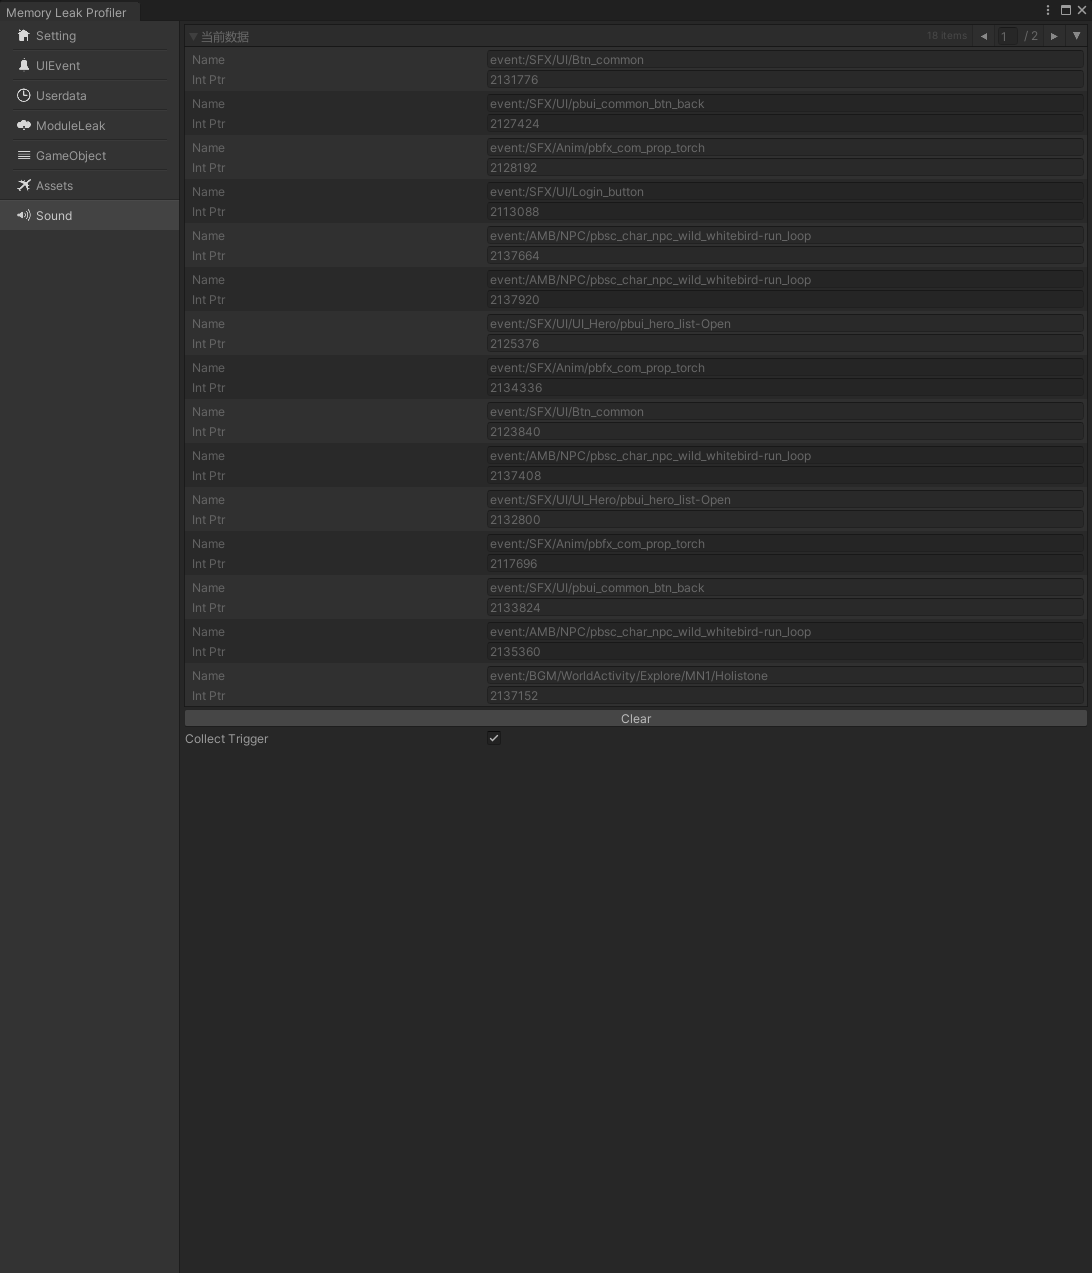 Memory Leak Profiler
Setting
UIEvent
Userdata
ModuleLeak
GameObject
Assets
Sound
当前数据 18 items 1 / 2
Name event:/SFX/UI/Btn_common
Int Ptr 2131776
Name event:/SFX/UI/pbui_common_btn_back
Int Ptr 2127424
Name event:/SFX/Anim/pbfx_com_prop_torch
Int Ptr 2128192
Name event:/SFX/UI/Login_button
Int Ptr 2113088
Name event:/AMB/NPC/pbsc_char_npc_wild_whitebird-run_loop
Int Ptr 2137664
Name event:/AMB/NPC/pbsc_char_npc_wild_whitebird-run_loop
Int Ptr 2137920
Name event:/SFX/UI/UI_Hero/pbui_hero_list-Open
Int Ptr 2125376
Name event:/SFX/Anim/pbfx_com_prop_torch
Int Ptr 2134336
Name event:/SFX/UI/Btn_common
Int Ptr 2123840
Name event:/AMB/NPC/pbsc_char_npc_wild_whitebird-run_loop
Int Ptr 2137408
Name event:/SFX/UI/UI_Hero/pbui_hero_list-Open
Int Ptr 2132800
Name event:/SFX/Anim/pbfx_com_prop_torch
Int Ptr 2117696
Name event:/SFX/UI/pbui_common_btn_back
Int Ptr 2133824
Name event:/AMB/NPC/pbsc_char_npc_wild_whitebird-run_loop
Int Ptr 2135360
Name event:/BGM/WorldActivity/Explore/MN1/Holistone
Int Ptr 2137152
Clear
Collect Trigger